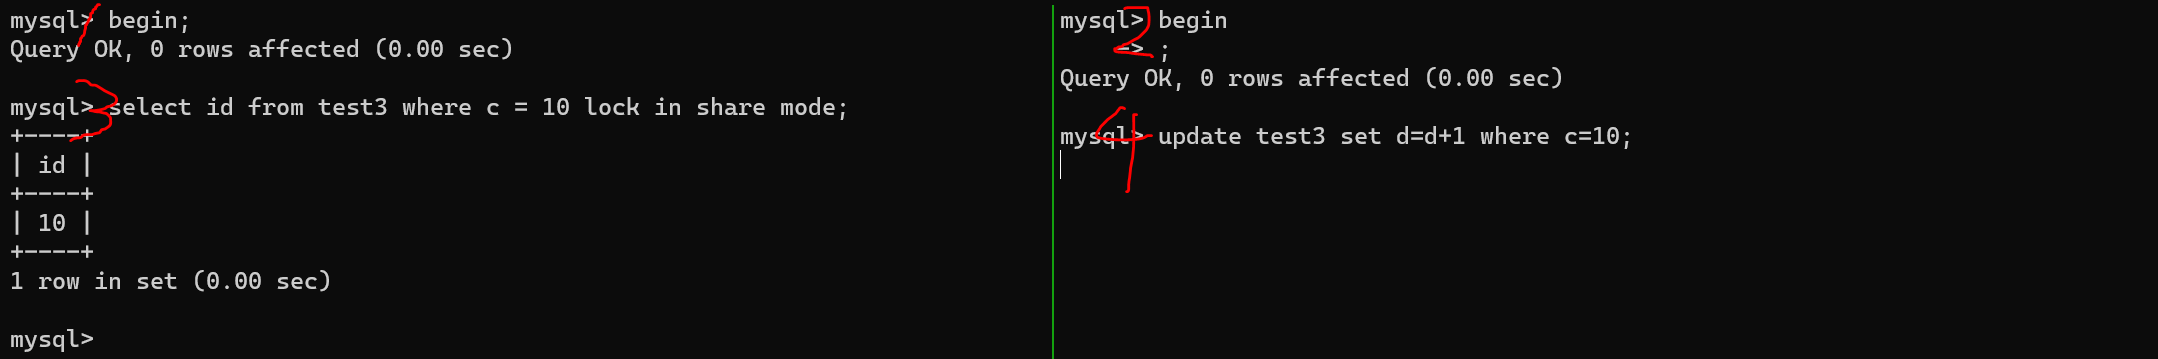 mysql> begin;
Query OK, 0 rows affected (0.00 sec)
mysql> select id from test3 where c = 10 lock in share mode;
+----+
| id |
+----+
| 10 |
+----+
1 row in set (0.00 sec)
mysql>
1
3
mysql> begin
-> ;
Query OK, 0 rows affected (0.00 sec)
mysql> update test3 set d=d+1 where c=10;
2
4